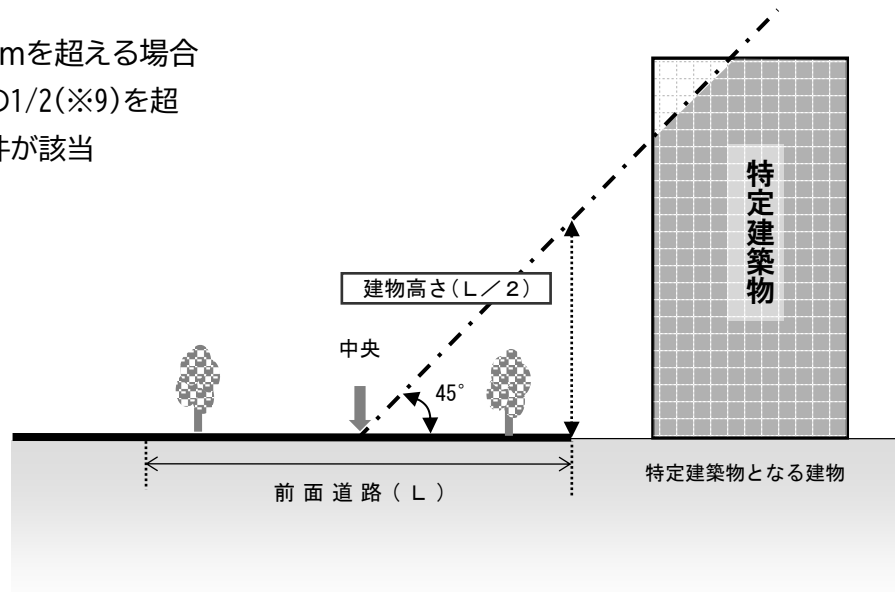 mを超える場合
の1/2(※9)を超
件が該当
特定建築物
建物高さ(L/2)
中央
45°
特定建築物となる建物
前面道路(L)